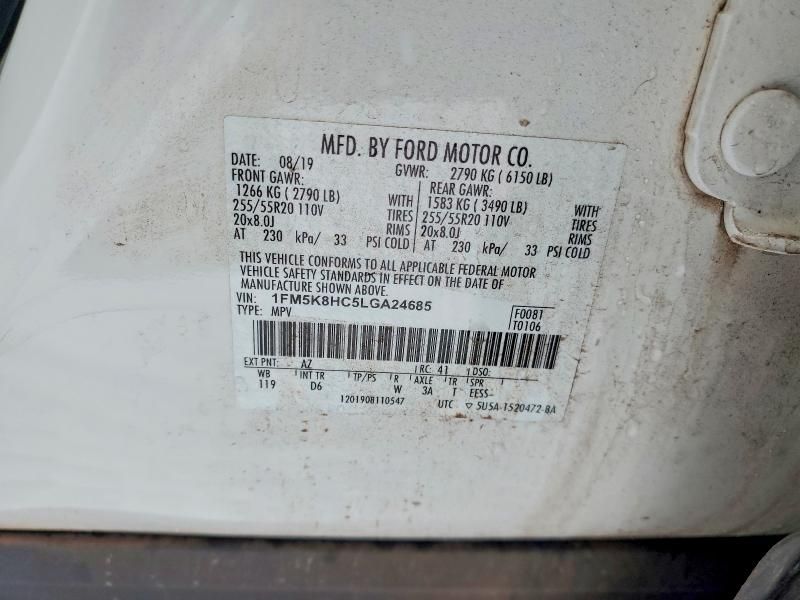 MFD. BY FORD MOTOR CO.
DATE: 08/19 GVWR: 2790 KG ( 6150 LB)
FRONT GAWR: REAR GAWR:
1266 KG ( 2790 LB) WITH 1583 KG ( 3490 LB) WITH
255/55R20 110V TIRES 255/55R20 110V TIRES
20x8.0J RIMS 20x8.0J RIMS
AT 230 kPa/ 33 PSI COLD AT 230 kPa/ 33 PSI COLD
THIS VEHICLE CONFORMS TO ALL APPLICABLE FEDERAL MOTOR
VEHICLE SAFETY STANDARDS IN EFFECT ON THE DATE OF
MANUFACTURE SHOWN ABOVE.
VIN: 1FM5K8HC5LGA24685 F0081
TYPE: MPV T0106
EXT PNT: AZ RC: 41 DSO:
WB INT TR TP/PS R AXLE TR SPR
119 D6 W 3A T EESS-
1201908110547 UTC ▽ 5U5A-1520472-BA